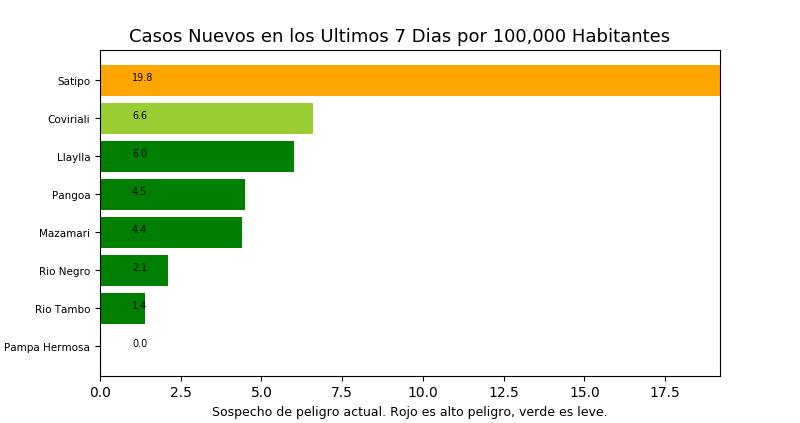 Casos Nuevos en los Ultimos 7 Dias por 100,000 Habitantes
Satipo 19.8
Coviriali 6.6
Llaylla 6.0
Pangoa 4.5
Mazamari 4.4
Rio Negro 2.1
Rio Tambo 1.4
Pampa Hermosa 0.0
0.0 2.5 5.0 7.5 10.0 12.5 15.0 17.5
Sospecho de peligro actual. Rojo es alto peligro, verde es leve.